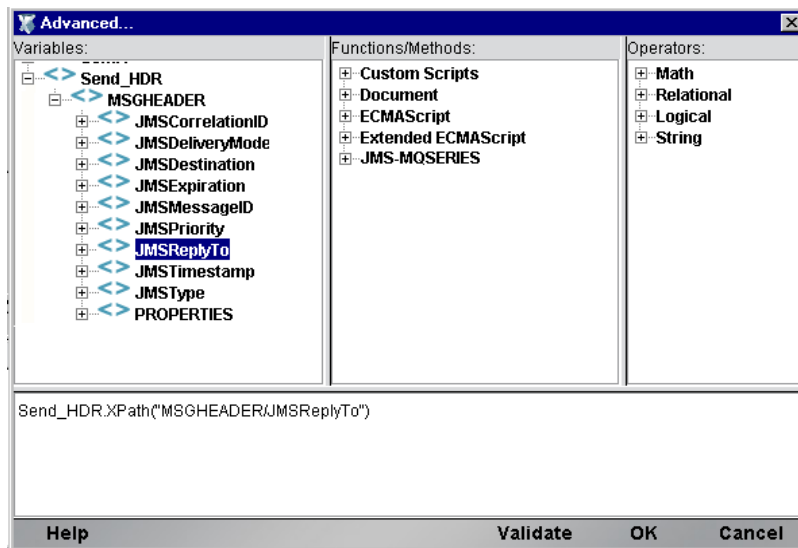 Advanced...
Variables:
Send_HDR
MSGHEADER
JMSCorrelationID
JMSDeliveryMode
JMSDestination
JMSExpiration
JMSMessageID
JMSPriority
JMSReplyTo
JMSTimestamp
JMSType
PROPERTIES
Functions/Methods:
Custom Scripts
Document
ECMAScript
Extended ECMAScript
JMS-MQSERIES
Operators:
Math
Relational
Logical
String
Send_HDR.XPath("MSGHEADER/JMSReplyTo")
Help Validate OK Cancel